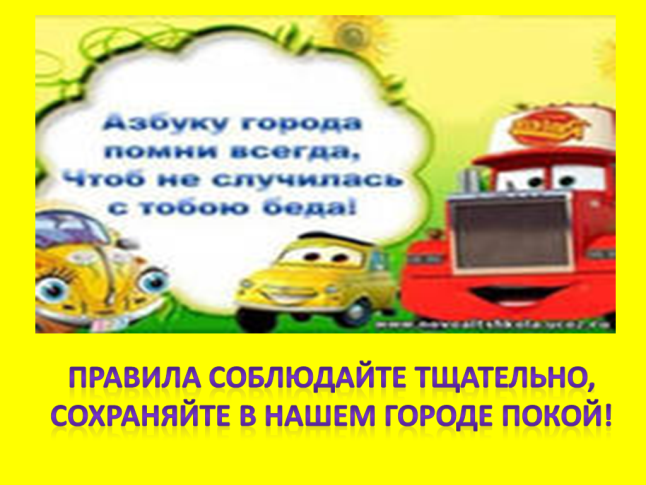 Азбуку города
помни всегда,
Чтоб не случилась
с тобою беда!
ПРАВИЛА СОБЛЮДАЙТЕ ТЩАТЕЛЬНО,
СОХРАНЯЙТЕ В НАШЕМ ГОРОДЕ ПОКОЙ!